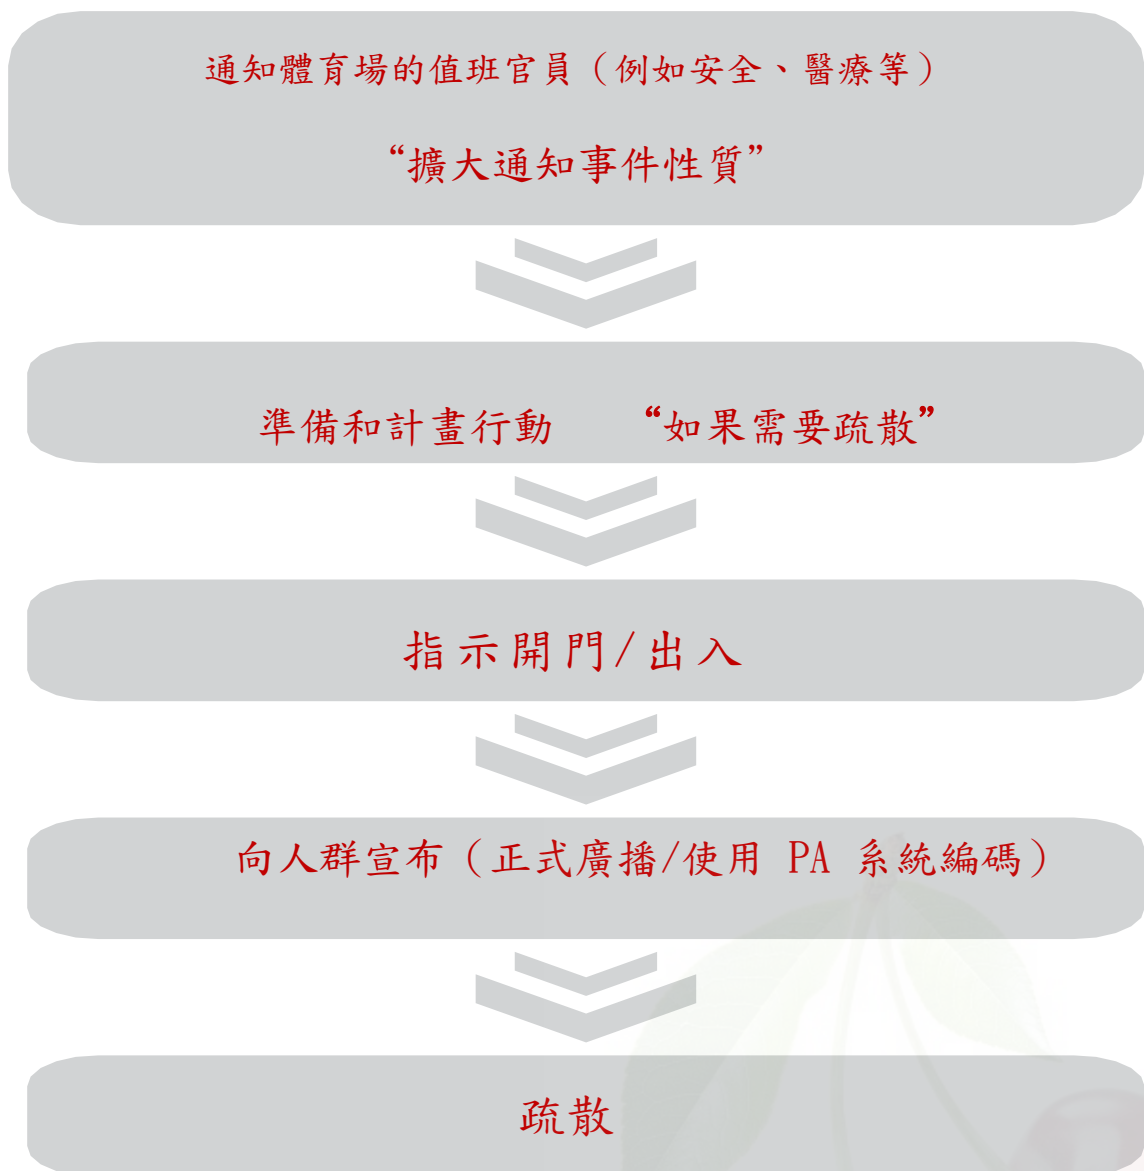 通知體育場的值班官員（例如安全、醫療等）
“擴大通知事件性質”
準備和計畫行動　　“如果需要疏散”
指示開門/出入
向人群宣布（正式廣播/使用 PA 系統編碼）
疏散